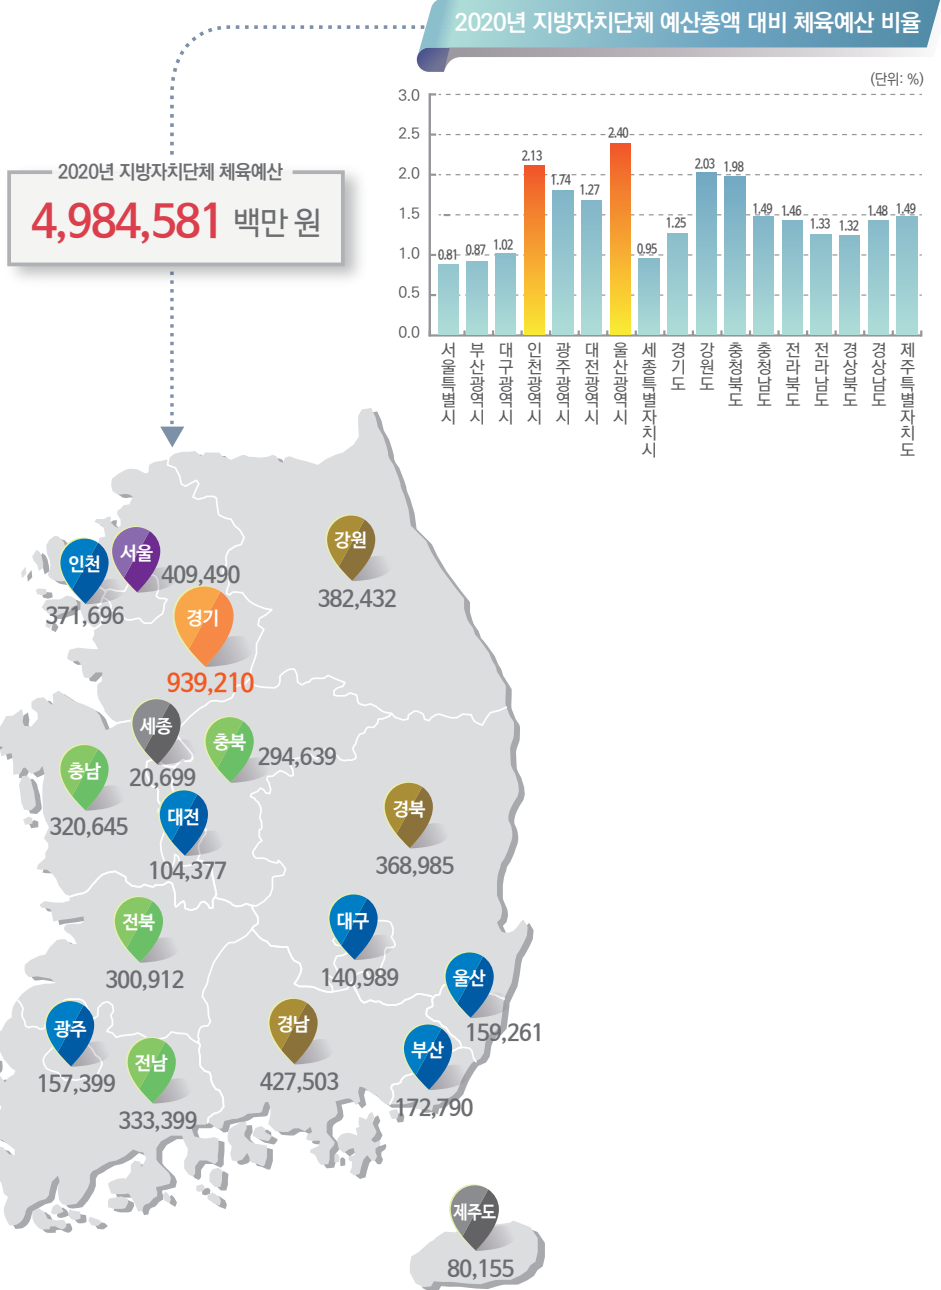 2020년 지방자치단체 예산총액 대비 체육예산 비율
(단위: %)
3.0
2.5
2.0
1.5
1.0
0.5
0.0
0.81
0.87
1.02
2.13
1.74
1.27
2.40
0.95
1.25
2.03
1.98
1.49
1.46
1.33
1.32
1.48
1.49
서울특별시
부산광역시
대구광역시
인천광역시
광주광역시
대전광역시
울산광역시
세종특별자치시
경기도
강원도
충청북도
충청남도
전라북도
전라남도
경상북도
경상남도
제주특별자치도
2020년 지방자치단체 체육예산
4,984,581 백만 원
강원
382,432
서울
409,490
인천
371,696
경기
939,210
세종
20,699
충북
294,639
충남
320,645
대전
104,377
경북
368,985
전북
300,912
대구
140,989
울산
159,261
광주
157,399
경남
427,503
부산
172,790
전남
333,399
제주도
80,155